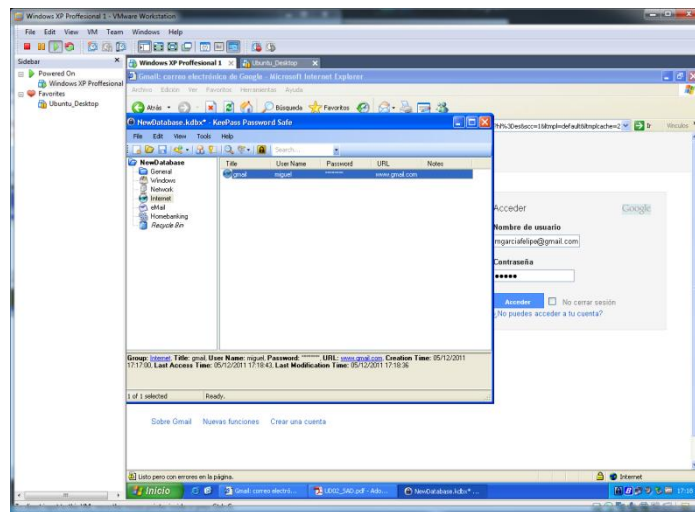 Windows XP Proffesional 1 - VMware Workstation
File Edit View VM Team Windows Help
Sidebar
Powered On
Windows XP Proffesional
Favorites
Ubuntu_Desktop
Windows XP Proffesional 1
Ubuntu_Desktop
Gmail: correo electrónico de Google - Microsoft Internet Explorer
Archivo Edición Ver Favoritos Herramientas Ayuda
Atrás Búsqueda Favoritos
Ir Vínculos
NewDatabase.kdbx* - KeePass Password Safe
File Edit View Tools Help
Search...
NewDatabase
General
Windows
Network
Internet
eMail
Homebanking
Recycle Bin
Title User Name Password URL Notes
gmail miguel ******** www.gmail.com
Group: Internet, Title: gmail, User Name: miguel, Password: ********, URL: www.gmail.com, Creation Time: 05/12/2011
17:17:00, Last Access Time: 05/12/2011 17:18:43, Last Modification Time: 05/12/2011 17:18:36
1 of 1 selected Ready.
Acceder Google
Nombre de usuario
mgarciafelipe@gmail.com
Contraseña
Acceder No cerrar sesión
¿No puedes acceder a tu cuenta?
Sobre Gmail Nuevas funciones Crear una cuenta
Listo pero con errores en la página. Internet
Inicio Gmail: correo electró... UD02_SAD.pdf - Ado... NewDatabase.kdbx* ...